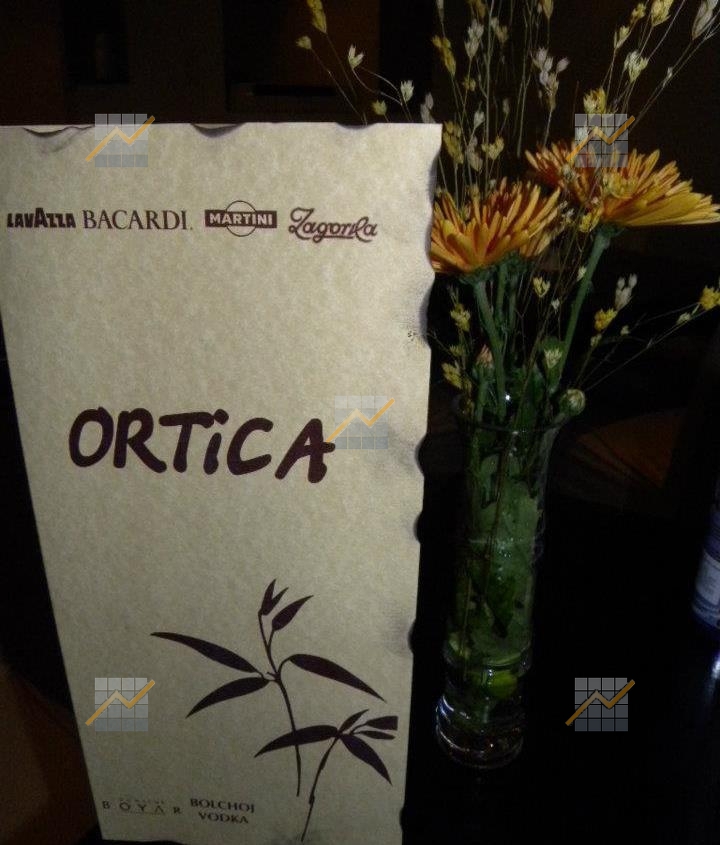 LAVAZZA BACARDI. MARTINI Zagorka
ORTiCA
BOYAR BOLCHOJ
VODKA